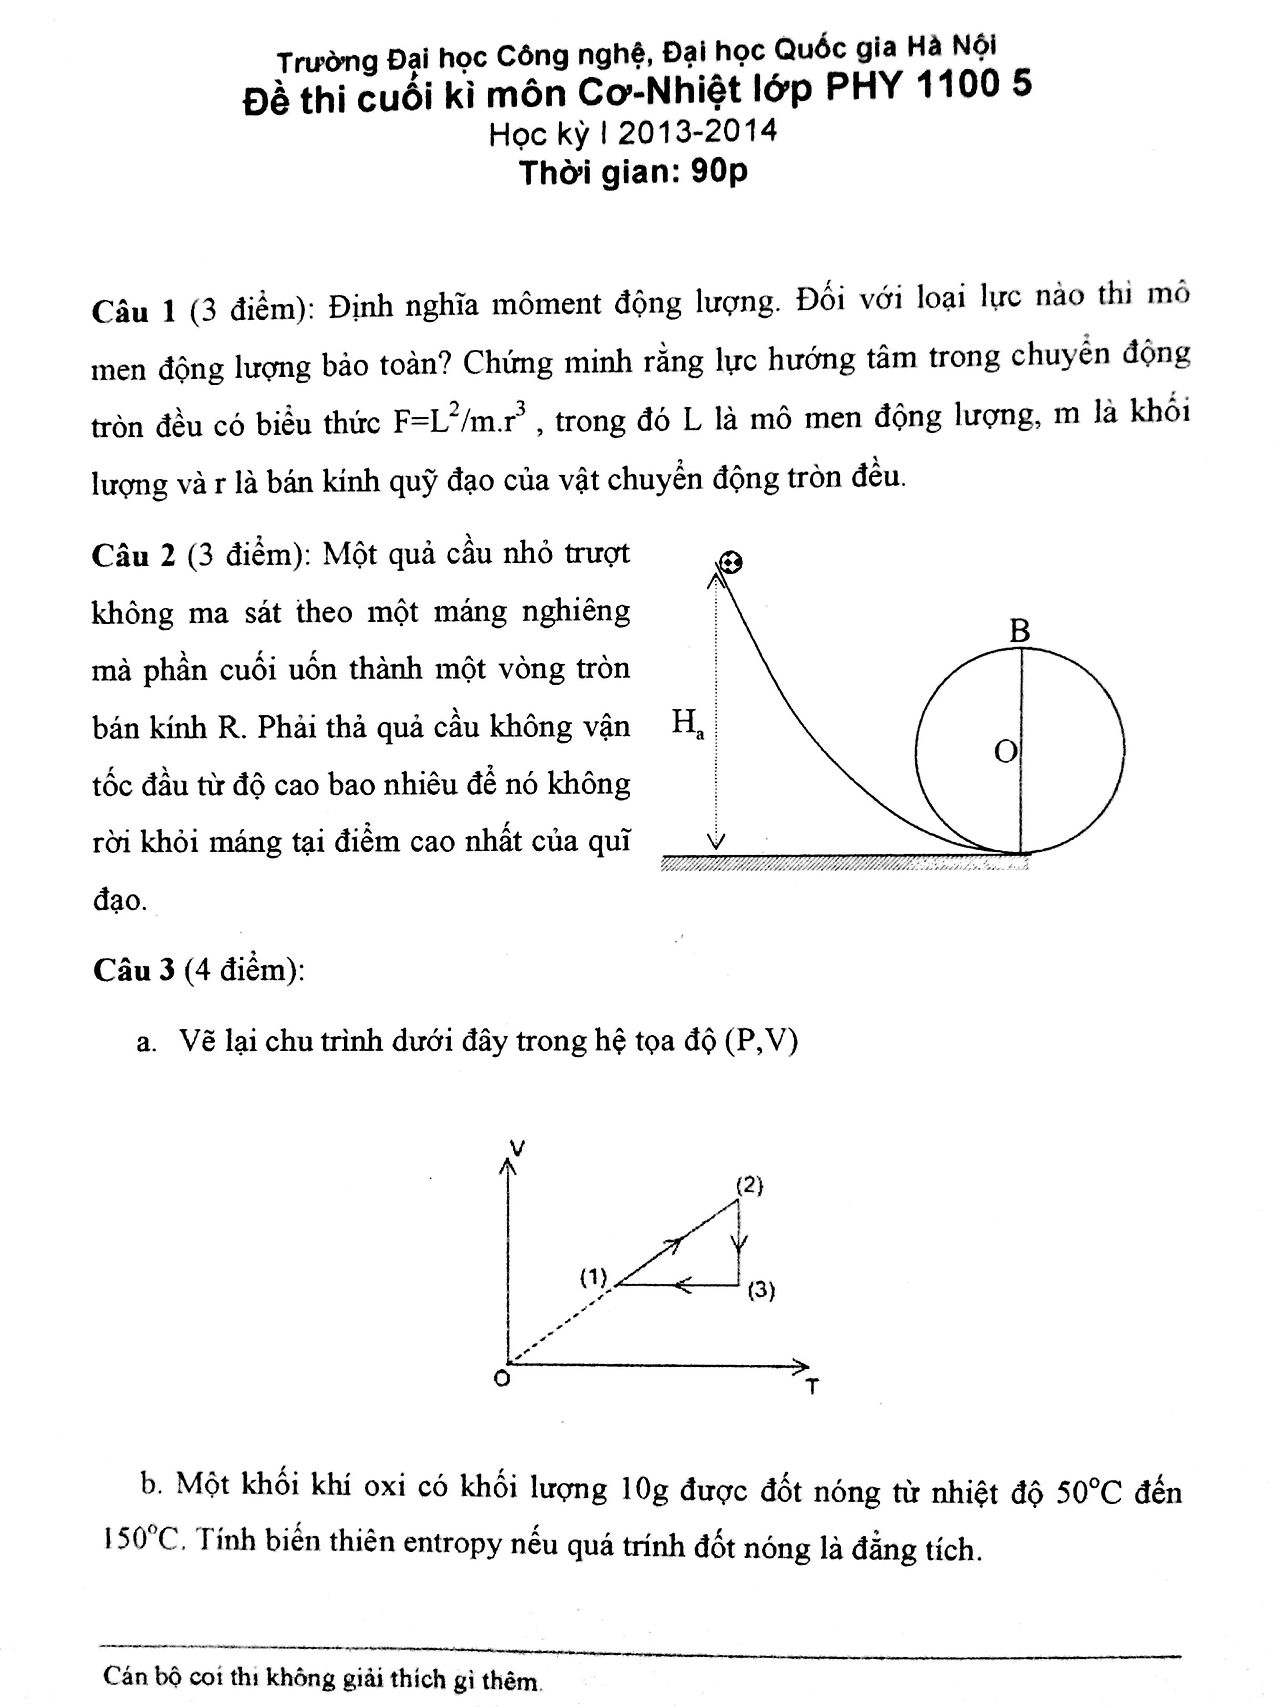 Trường Đại học Công nghệ, Đại học Quốc gia Hà Nội
Đề thi cuối kì môn Cơ-Nhiệt lớp PHY 1100 5
Học kỳ I 2013-2014
Thời gian: 90p
Câu 1 (3 điểm): Định nghĩa môment động lượng. Đối với loại lực nào thì mô
men động lượng bảo toàn? Chứng minh rằng lực hướng tâm trong chuyển động
tròn đều có biểu thức F=L²/m.r³ , trong đó L là mô men động lượng, m là khối
lượng và r là bán kính quỹ đạo của vật chuyển động tròn đều.
Câu 2 (3 điểm): Một quả cầu nhỏ trượt
không ma sát theo một máng nghiêng
mà phần cuối uốn thành một vòng tròn
bán kính R. Phải thả quả cầu không vận
tốc đầu từ độ cao bao nhiêu để nó không
rời khỏi máng tại điểm cao nhất của quĩ
đạo.
B
Hₐ
O
Câu 3 (4 điểm):
a. Vẽ lại chu trình dưới đây trong hệ tọa độ (P,V)
V
(2)
(1)
(3)
O
T
b. Một khối khí oxi có khối lượng 10g được đốt nóng từ nhiệt độ 50°C đến
150°C. Tính biến thiên entropy nếu quá trính đốt nóng là đẳng tích.
Cán bộ coi thi không giải thích gì thêm.